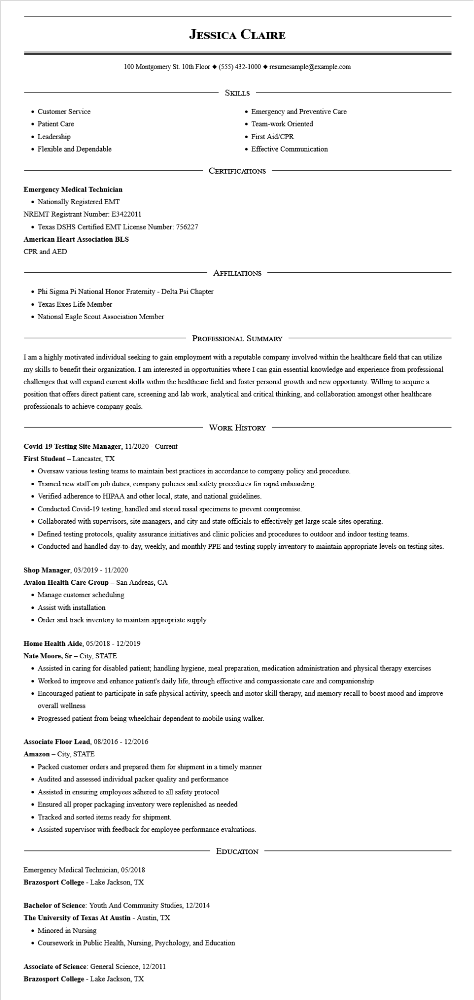 Jessica Claire
100 Montgomery St. 10th Floor ◆ (555) 432-1000 ◆ resumesample@example.com
Skills
• Customer Service
• Patient Care
• Leadership
• Flexible and Dependable
• Emergency and Preventive Care
• Team-work Oriented
• First Aid/CPR
• Effective Communication
Certifications
Emergency Medical Technician
• Nationally Registered EMT
NREMT Registrant Number: E3422011
• Texas DSHS Certified EMT License Number: 756227
American Heart Association BLS
CPR and AED
Affiliations
• Phi Sigma Pi National Honor Fraternity - Delta Psi Chapter
• Texas Exes Life Member
• National Eagle Scout Association Member
Professional Summary
I am a highly motivated individual seeking to gain employment with a reputable company involved within the healthcare field that can utilize
my skills to benefit their organization. I am interested in opportunities where I can gain essential knowledge and experience from professional
challenges that will expand current skills within the healthcare field and foster personal growth and new opportunity. Willing to acquire a
position that offers direct patient care, screening and lab work, analytical and critical thinking, and collaboration amongst other healthcare
professionals to achieve company goals.
Work History
Covid-19 Testing Site Manager, 11/2020 - Current
First Student – Lancaster, TX
• Oversaw various testing teams to maintain best practices in accordance to company policy and procedure.
• Trained new staff on job duties, company policies and safety procedures for rapid onboarding.
• Verified adherence to HIPAA and other local, state, and national guidelines.
• Conducted Covid-19 testing, handled and stored nasal specimens to prevent compromise.
• Collaborated with supervisors, site managers, and city and state officials to effectively get large scale sites operating.
• Defined testing protocols, quality assurance initiatives and clinic policies and procedures to outdoor and indoor testing teams.
• Conducted and handled day-to-day, weekly, and monthly PPE and testing supply inventory to maintain appropriate levels on testing sites.
Shop Manager, 03/2019 - 11/2020
Avalon Health Care Group – San Andreas, CA
• Manage customer scheduling
• Assist with installation
• Order and track inventory to maintain appropriate supply
Home Health Aide, 05/2018 - 12/2019
Nate Moore, Sr – City, STATE
• Assisted in caring for disabled patient; handling hygiene, meal preparation, medication administration and physical therapy exercises
• Worked to improve and enhance patient's daily life, through effective and compassionate care and companionship
• Encouraged patient to participate in safe physical activity, speech and motor skill therapy, and memory recall to boost mood and improve
overall wellness
• Progressed patient from being wheelchair dependent to mobile using walker.
Associate Floor Lead, 08/2016 - 12/2016
Amazon – City, STATE
• Packed customer orders and prepared them for shipment in a timely manner
• Audited and assessed individual packer quality and performance
• Assisted in ensuring employees adhered to all safety protocol
• Ensured all proper packaging inventory were replenished as needed
• Tracked and sorted items ready for shipment.
• Assisted supervisor with feedback for employee performance evaluations.
Education
Emergency Medical Technician, 05/2018
Brazosport College - Lake Jackson, TX
Bachelor of Science: Youth And Community Studies, 12/2014
The University of Texas At Austin - Austin, TX
• Minored in Nursing
• Coursework in Public Health, Nursing, Psychology, and Education
Associate of Science: General Science, 12/2011
Brazosport College - Lake Jackson, TX